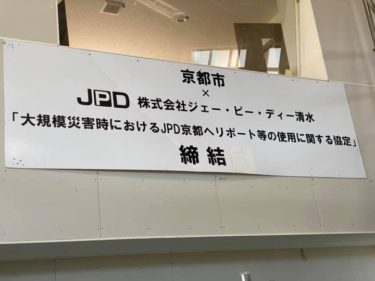 京都市
×
JPD 株式会社ジェー・ピー・ディー清水
「大規模災害時におけるJPD京都ヘリポート等の使用に関する協定」
締結